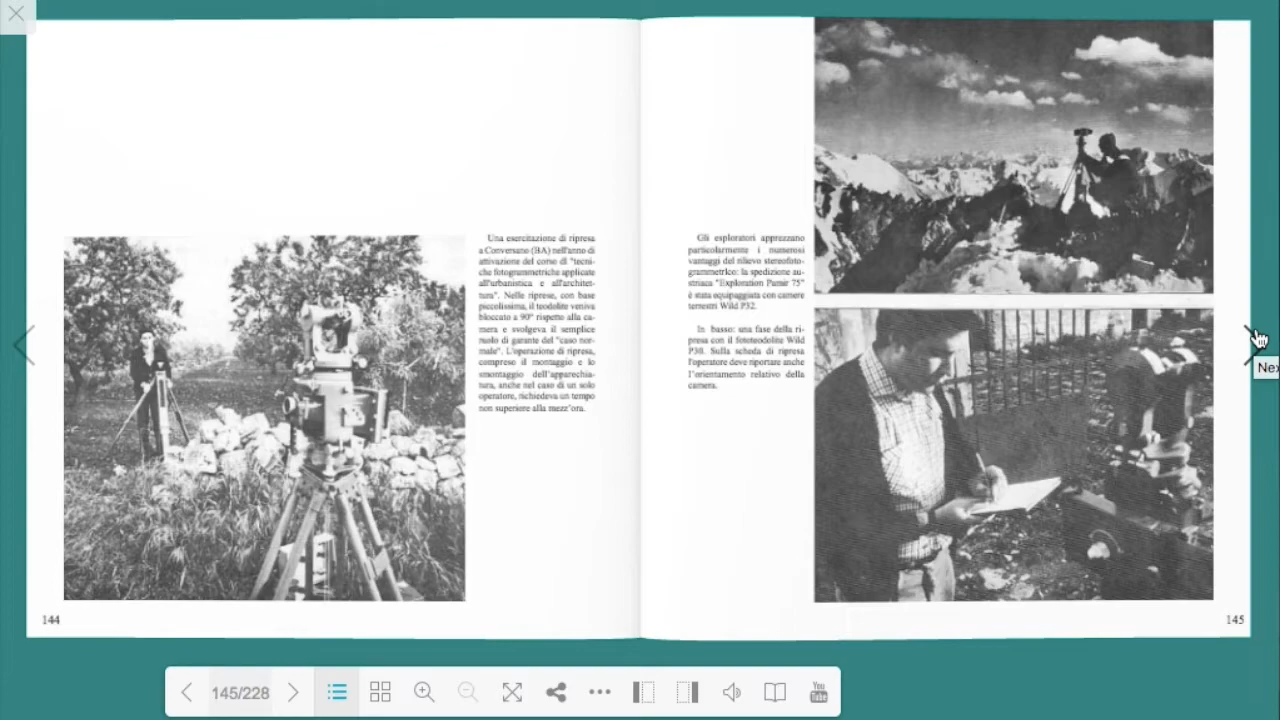 Una esercitazione di ripresa
a Conversano (BA) nell'anno di
attivazione del corso di "tecni-
che fotogrammetriche applicate
all'urbanistica e all'architet-
tura". Nelle riprese, con base
piccolissima, il teodolite veniva
bloccato a 90° rispetto alla ca-
mera e svolgeva il semplice
ruolo di garante del "caso nor-
male". L'operazione di ripresa,
compreso il montaggio e lo
smontaggio dell'apparecchia-
tura, anche nel caso di un solo
operatore, richiedeva un tempo
non superiore alla mezz'ora.
144
Gli esploratori apprezzano
particolarmente i numerosi
vantaggi del rilievo stereofoto-
grammetrico: la spedizione au-
striaca "Exploration Pamir 75"
è stata equipaggiata con camere
terrestri Wild P32.
In basso: una fase della ri-
presa con il fototeodolite Wild
P30. Sulla scheda di ripresa
l'operatore deve riportare anche
l'orientamento relativo della
camera.
145
Nex
145/228
You
Tube